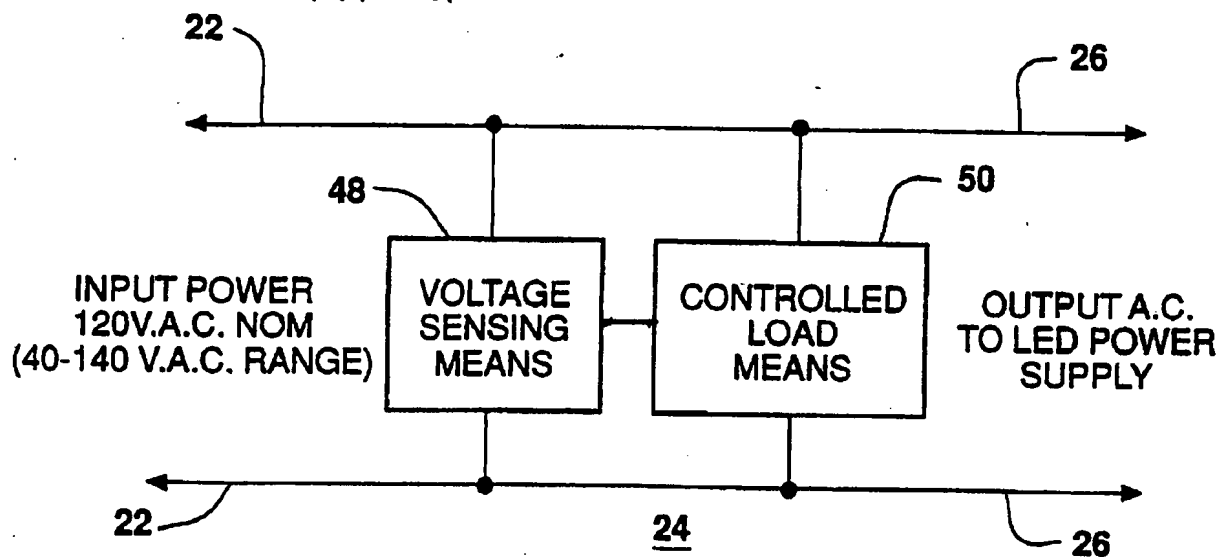 22
26
48
50
INPUT POWER
120V.A.C. NOM
(40-140 V.A.C. RANGE)
VOLTAGE
SENSING
MEANS
CONTROLLED
LOAD
MEANS
OUTPUT A.C.
TO LED POWER
SUPPLY
22
24
26